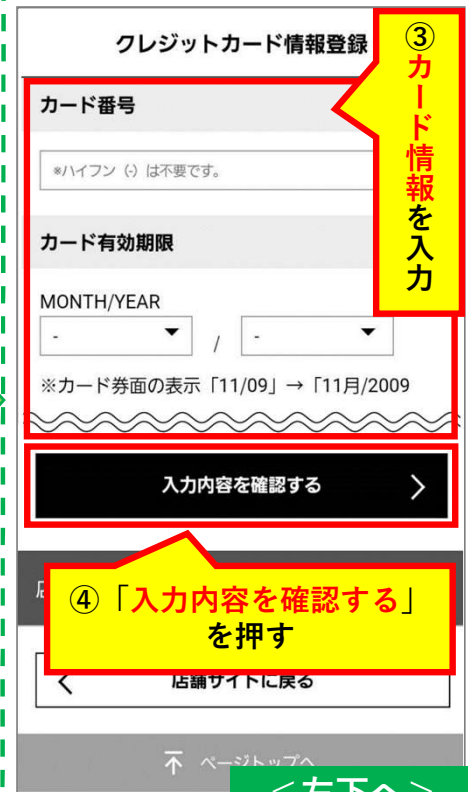 クレジットカード情報登録
③カード情報を入力
カード番号
※ハイフン (-) は不要です。
カード有効期限
MONTH/YEAR
- / -
※カード券面の表示「11/09」→「11月/2009
入力内容を確認する
④「入力内容を確認する」
を押す
店舗サイトに戻る
ページトップへ
＜左下へ＞